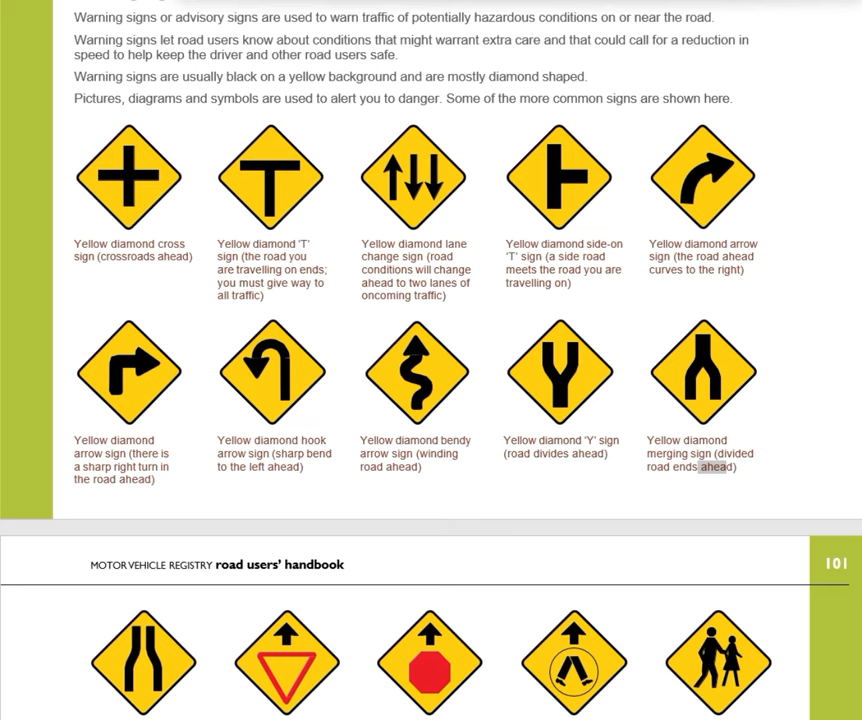 Warning signs or advisory signs are used to warn traffic of potentially hazardous conditions on or near the road.
Warning signs let road users know about conditions that might warrant extra care and that could call for a reduction in
speed to help keep the driver and other road users safe.
Warning signs are usually black on a yellow background and are mostly diamond shaped.
Pictures, diagrams and symbols are used to alert you to danger. Some of the more common signs are shown here.
Yellow diamond cross
sign (crossroads ahead)
Yellow diamond 'T'
sign (the road you
are travelling on ends;
you must give way to
all traffic)
Yellow diamond lane
change sign (road
conditions will change
ahead to two lanes of
oncoming traffic)
Yellow diamond side-on
'T' sign (a side road
meets the road you are
travelling on)
Yellow diamond arrow
sign (the road ahead
curves to the right)
Yellow diamond
arrow sign (there is
a sharp right turn in
the road ahead)
Yellow diamond hook
arrow sign (sharp bend
to the left ahead)
Yellow diamond bendy
arrow sign (winding
road ahead)
Yellow diamond 'Y' sign
(road divides ahead)
Yellow diamond
merging sign (divided
road ends ahead)
MOTOR VEHICLE REGISTRY road users' handbook
101